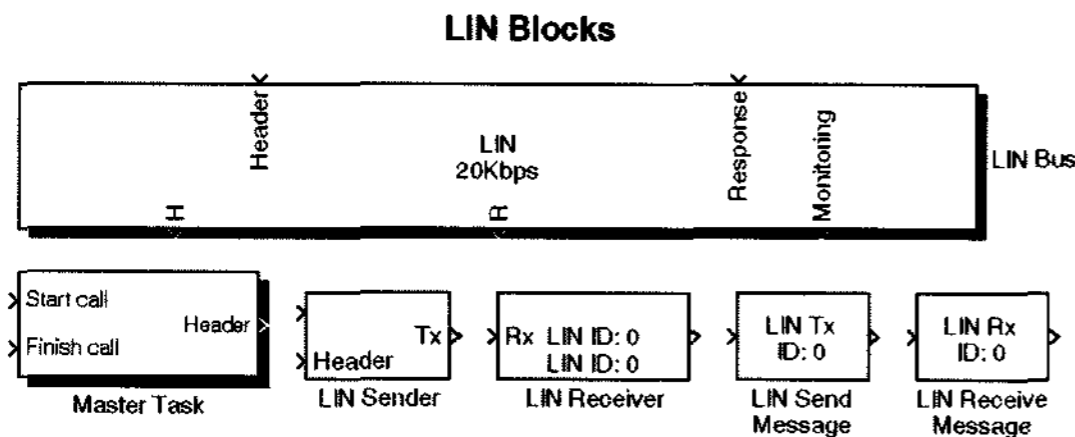 LIN Blocks
Header
LIN
20Kbps
Response
Monitoring
LIN Bus
H
R
Start call
Finish call
Header
Master Task
Tx
Header
LIN Sender
Rx LIN ID: 0
LIN ID: 0
LIN Receiver
LIN Tx
ID: 0
LIN Send
Message
LIN Rx
ID: 0
LIN Receive
Message